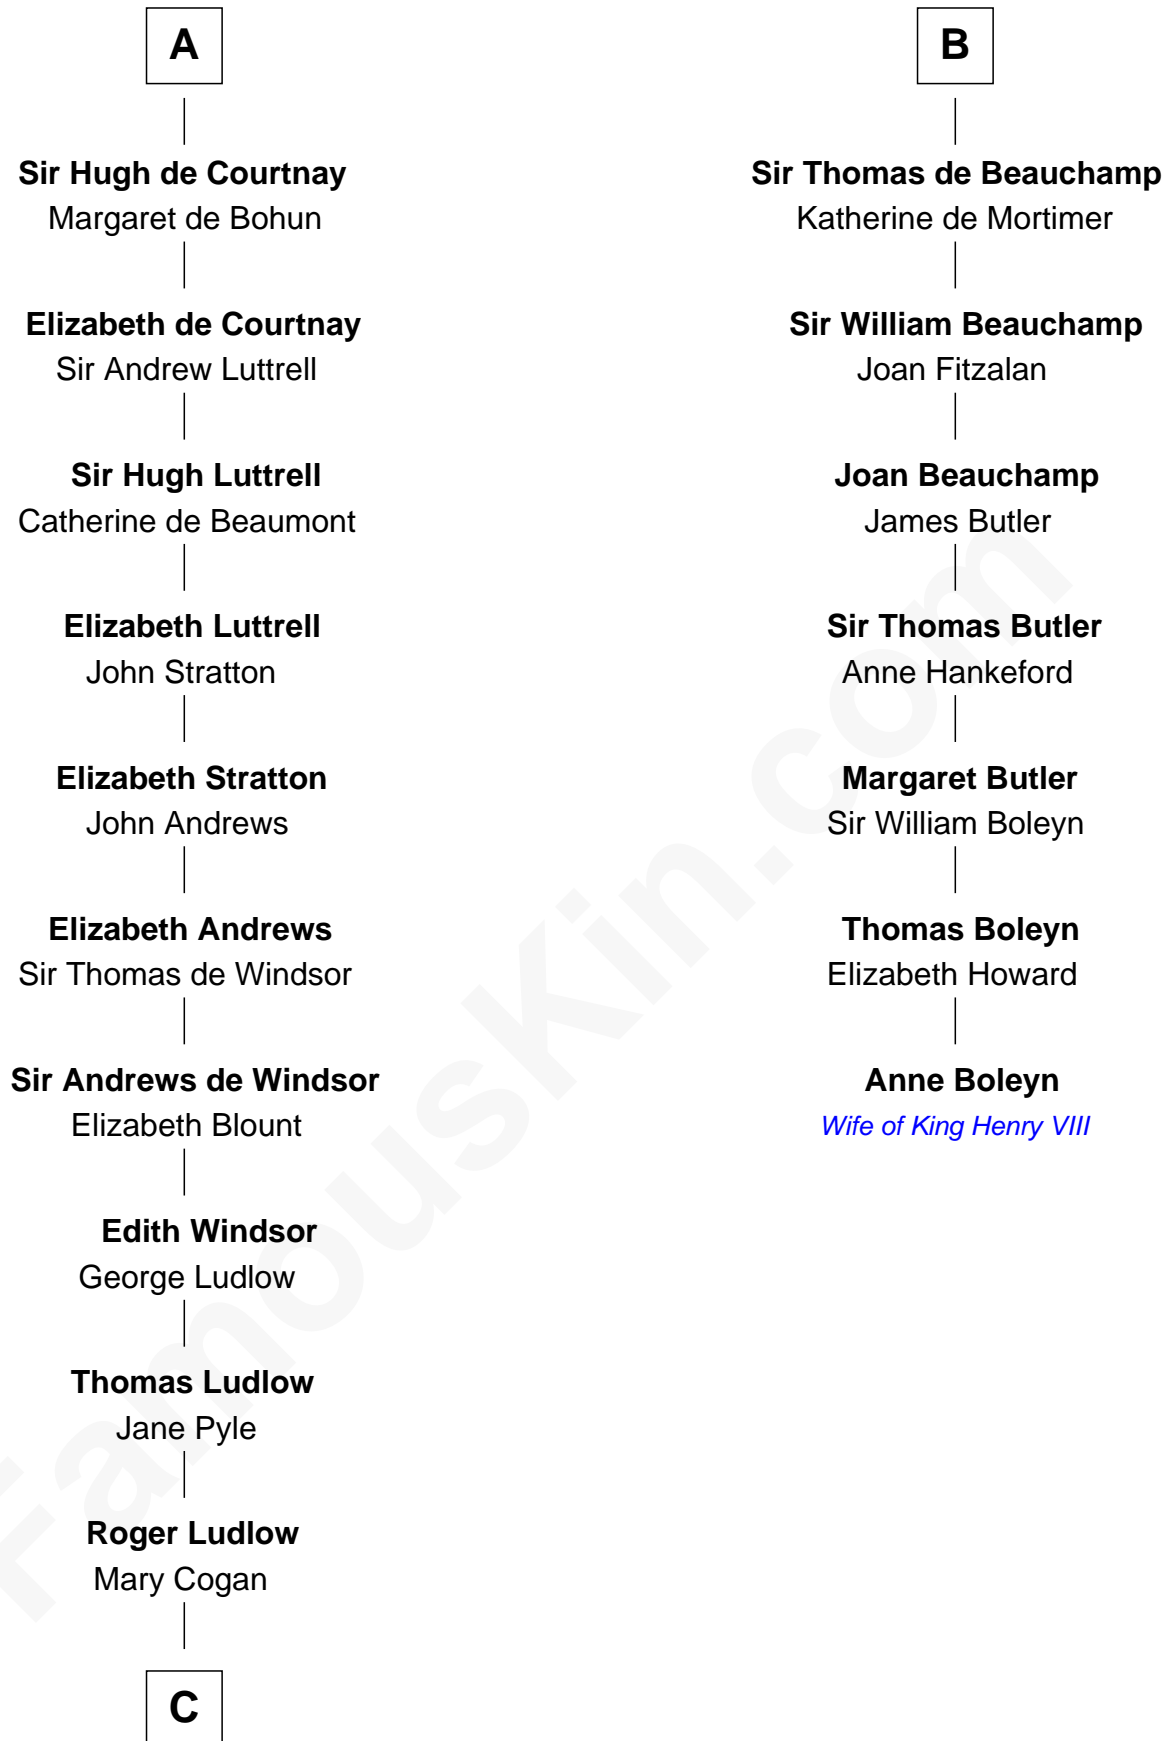 A
Sir Hugh de Courtnay
Margaret de Bohun
Elizabeth de Courtnay
Sir Andrew Luttrell
Sir Hugh Luttrell
Catherine de Beaumont
Elizabeth Luttrell
John Stratton
Elizabeth Stratton
John Andrews
Elizabeth Andrews
Sir Thomas de Windsor
Sir Andrews de Windsor
Elizabeth Blount
Edith Windsor
George Ludlow
Thomas Ludlow
Jane Pyle
Roger Ludlow
Mary Cogan
C
B
Sir Thomas de Beauchamp
Katherine de Mortimer
Sir William Beauchamp
Joan Fitzalan
Joan Beauchamp
James Butler
Sir Thomas Butler
Anne Hankeford
Margaret Butler
Sir William Boleyn
Thomas Boleyn
Elizabeth Howard
Anne Boleyn
Wife of King Henry VIII
FamousKin.com